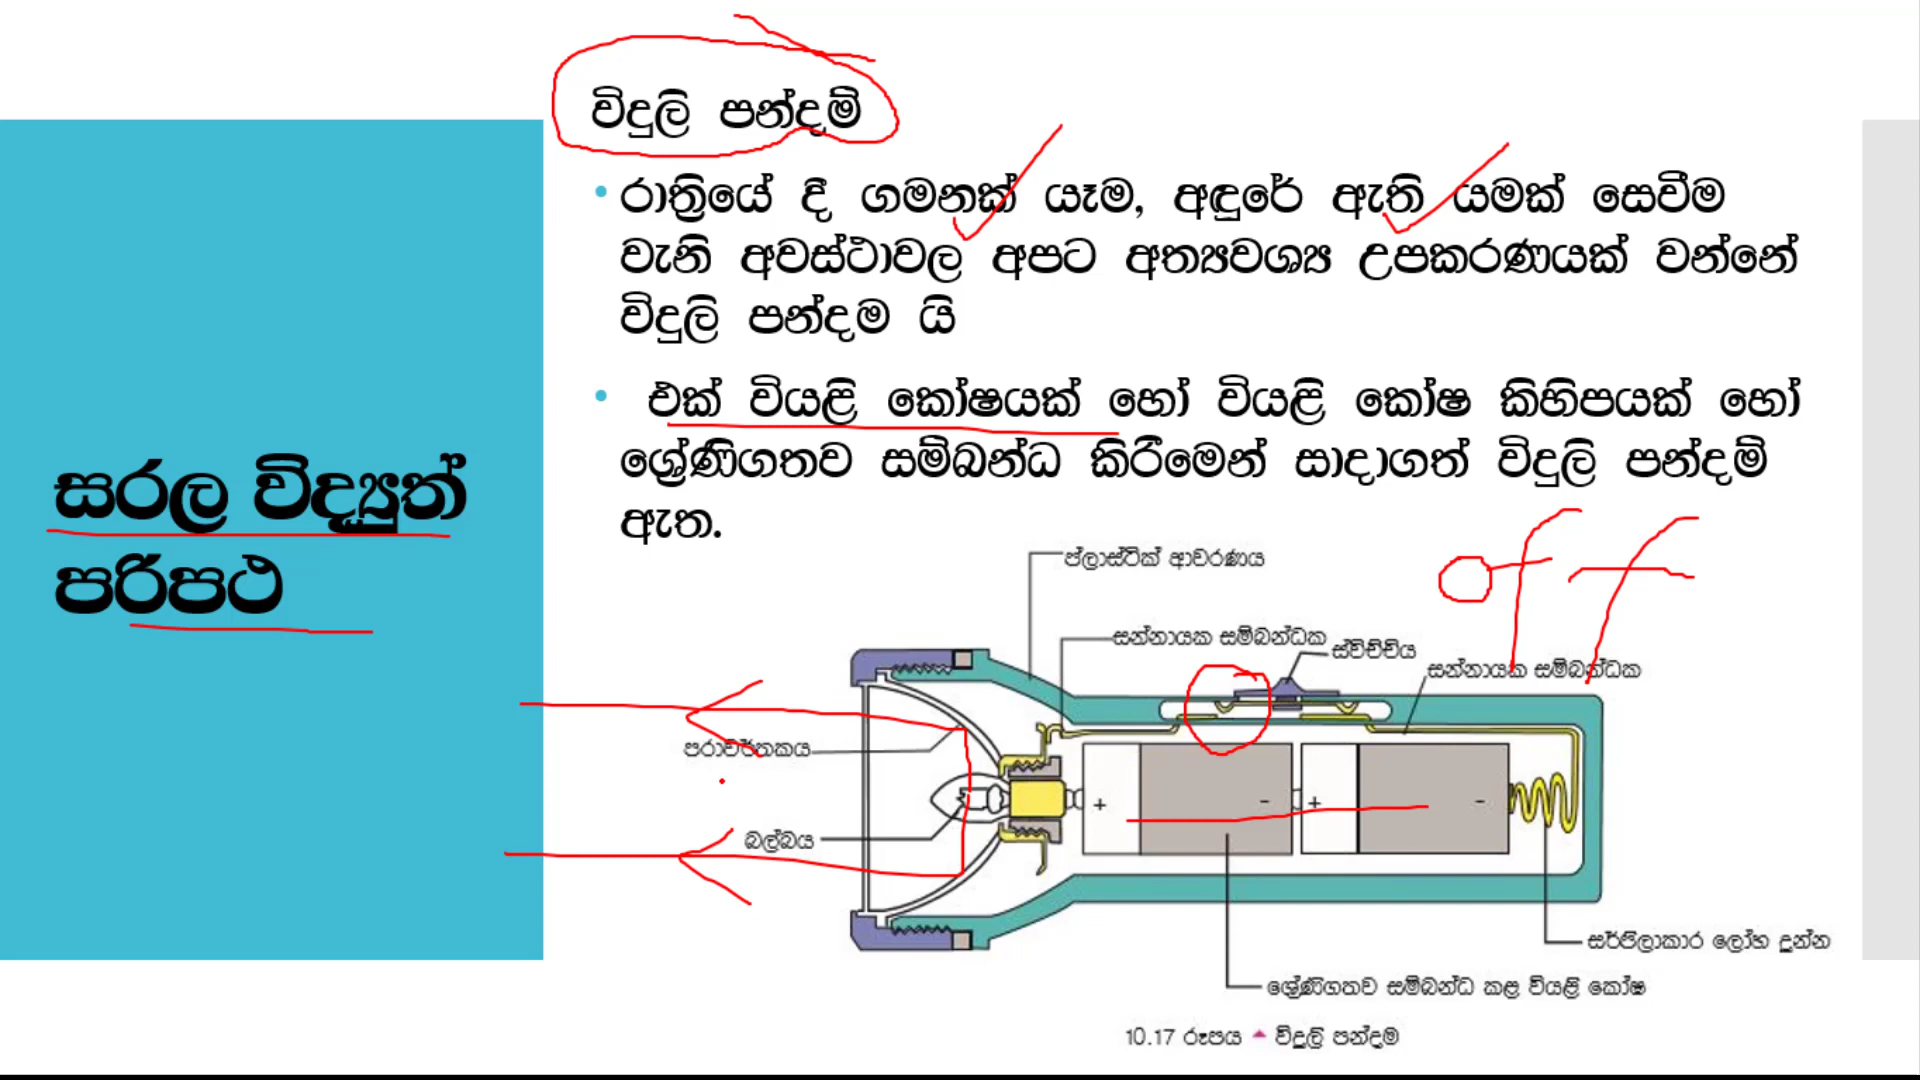 විදුලි පන්දම්
• රාත්‍රියේ දී ගමනක් යෑම, අඳුරේ ඇති යමක් සෙවීම
වැනි අවස්ථාවල අපට අත්‍යවශ්‍ය උපකරණයක් වන්නේ
විදුලි පන්දම යි
• එක් වියළි කෝෂයක් හෝ වියළි කෝෂ කිහිපයක් හෝ
ශ්‍රේණිගතව සම්බන්ධ කිරීමෙන් සාදාගත් විදුලි පන්දම්
ඇත.
සරල විද්‍යුත්
පරිපථ
off
ප්ලාස්ටික් ආවරණය
සන්නායක සම්බන්ධක
ස්විච්චිය
සන්නායක සම්බන්ධක
පරාවර්තකය
බල්බය
+ - + -
සර්පිලාකාර ලෝහ දුන්න
ශ්‍රේණිගතව සම්බන්ධ කළ වියළි කෝෂ
10.17 රූපය විදුලි පන්දම